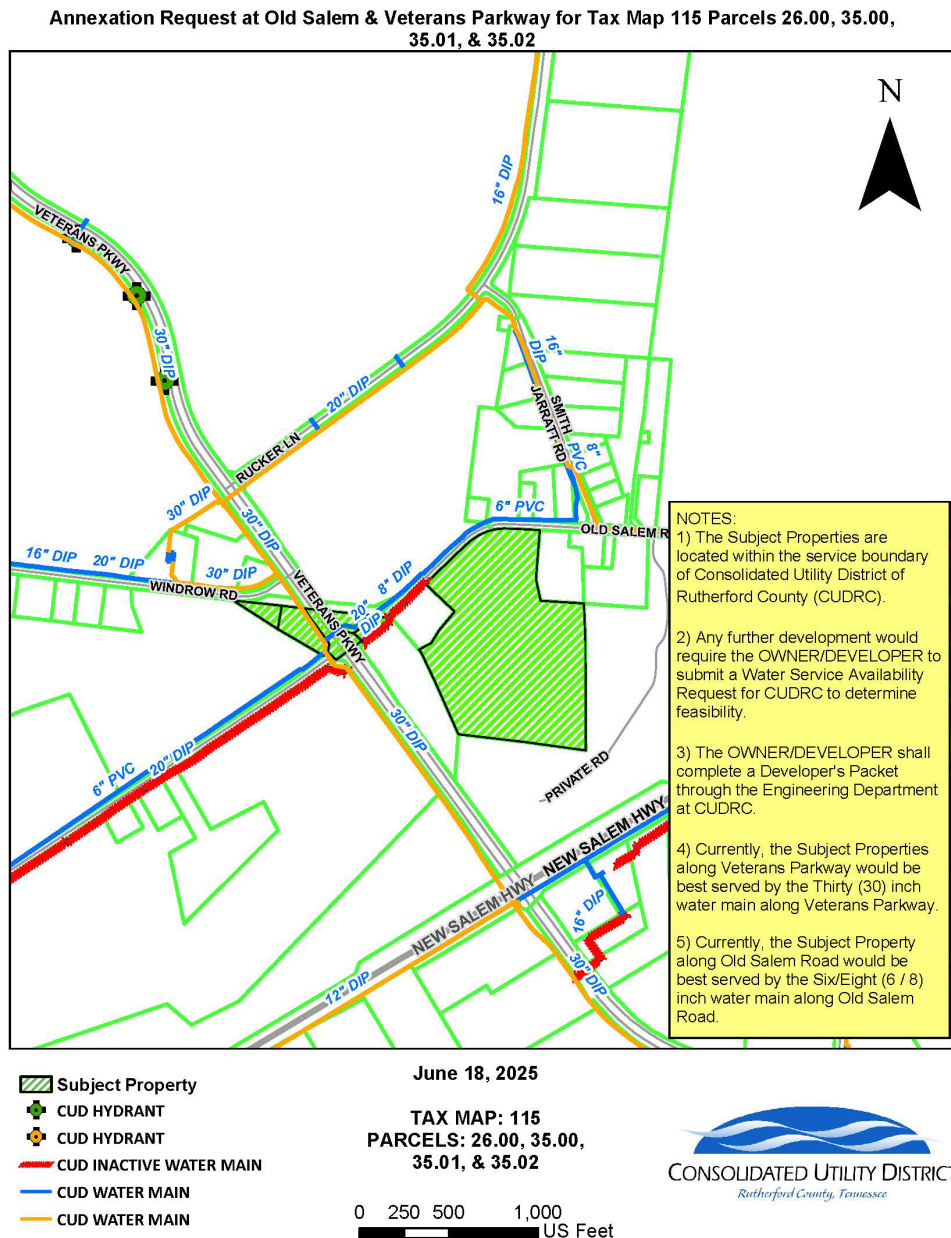 Annexation Request at Old Salem & Veterans Parkway for Tax Map 115 Parcels 26.00, 35.00,
35.01, & 35.02
N
16" DIP
VETERANS PKWY
30" DIP
16"
DIP
20" DIP
SMITH
JARRATT RD
RUCKER LN
8"
PVC
30" DIP
30" DIP
6" PVC
OLD SALEM R
16" DIP
20" DIP
30" DIP
8" DIP
WINDROW RD
VETERANS PKWY
20"
DIP
30" DIP
6" PVC
20" DIP
PRIVATE RD
NEW SALEM HWY
NEW SALEM HWY
16" DIP
12" DIP
30" DIP
NOTES:
1) The Subject Properties are
located within the service boundary
of Consolidated Utility District of
Rutherford County (CUDRC).
2) Any further development would
require the OWNER/DEVELOPER to
submit a Water Service Availability
Request for CUDRC to determine
feasibility.
3) The OWNER/DEVELOPER shall
complete a Developer's Packet
through the Engineering Department
at CUDRC.
4) Currently, the Subject Properties
along Veterans Parkway would be
best served by the Thirty (30) inch
water main along Veterans Parkway.
5) Currently, the Subject Property
along Old Salem Road would be
best served by the Six/Eight (6 / 8)
inch water main along Old Salem
Road.
Subject Property
CUD HYDRANT
CUD HYDRANT
CUD INACTIVE WATER MAIN
CUD WATER MAIN
CUD WATER MAIN
June 18, 2025
TAX MAP: 115
PARCELS: 26.00, 35.00,
35.01, & 35.02
0 250 500 1,000
US Feet
CONSOLIDATED UTILITY DISTRIC
Rutherford County, Tennessee